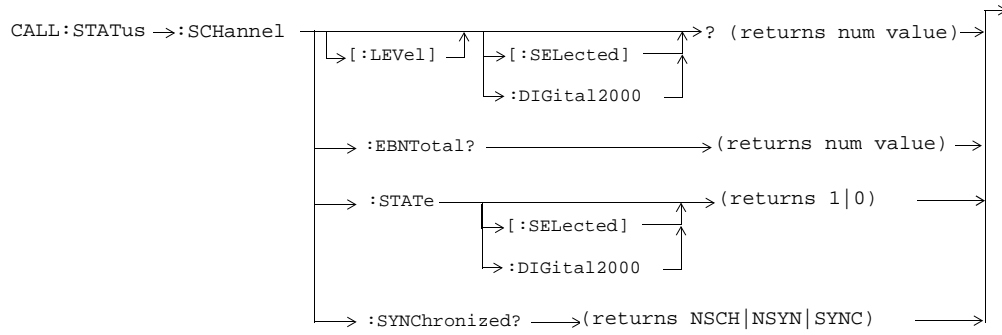 CALL:STATus :SCHannel ? (returns num value)
[:LEVel] [:SELected]
:DIGital2000
:EBNTotal? (returns num value)
:STATe (returns 1|0)
[:SELected]
:DIGital2000
:SYNChronized? (returns NSCH|NSYN|SYNC)